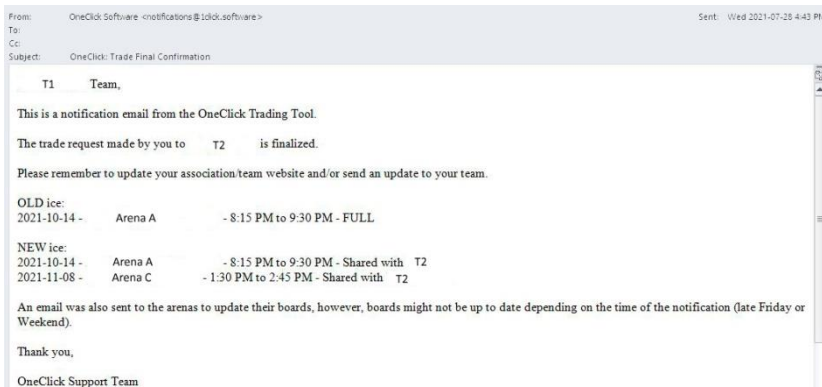 From: OneClick Software <notifications@1click.software> Sent: Wed 2021-07-28 4:43 PM
To:
Cc:
Subject: OneClick: Trade Final Confirmation
T1 Team,
This is a notification email from the OneClick Trading Tool.
The trade request made by you to T2 is finalized.
Please remember to update your association/team website and/or send an update to your team.
OLD ice:
2021-10-14 - Arena A - 8:15 PM to 9:30 PM - FULL
NEW ice:
2021-10-14 - Arena A - 8:15 PM to 9:30 PM - Shared with T2
2021-11-08 - Arena C - 1:30 PM to 2:45 PM - Shared with T2
An email was also sent to the arenas to update their boards, however, boards might not be up to date depending on the time of the notification (late Friday or
Weekend).
Thank you,
OneClick Support Team